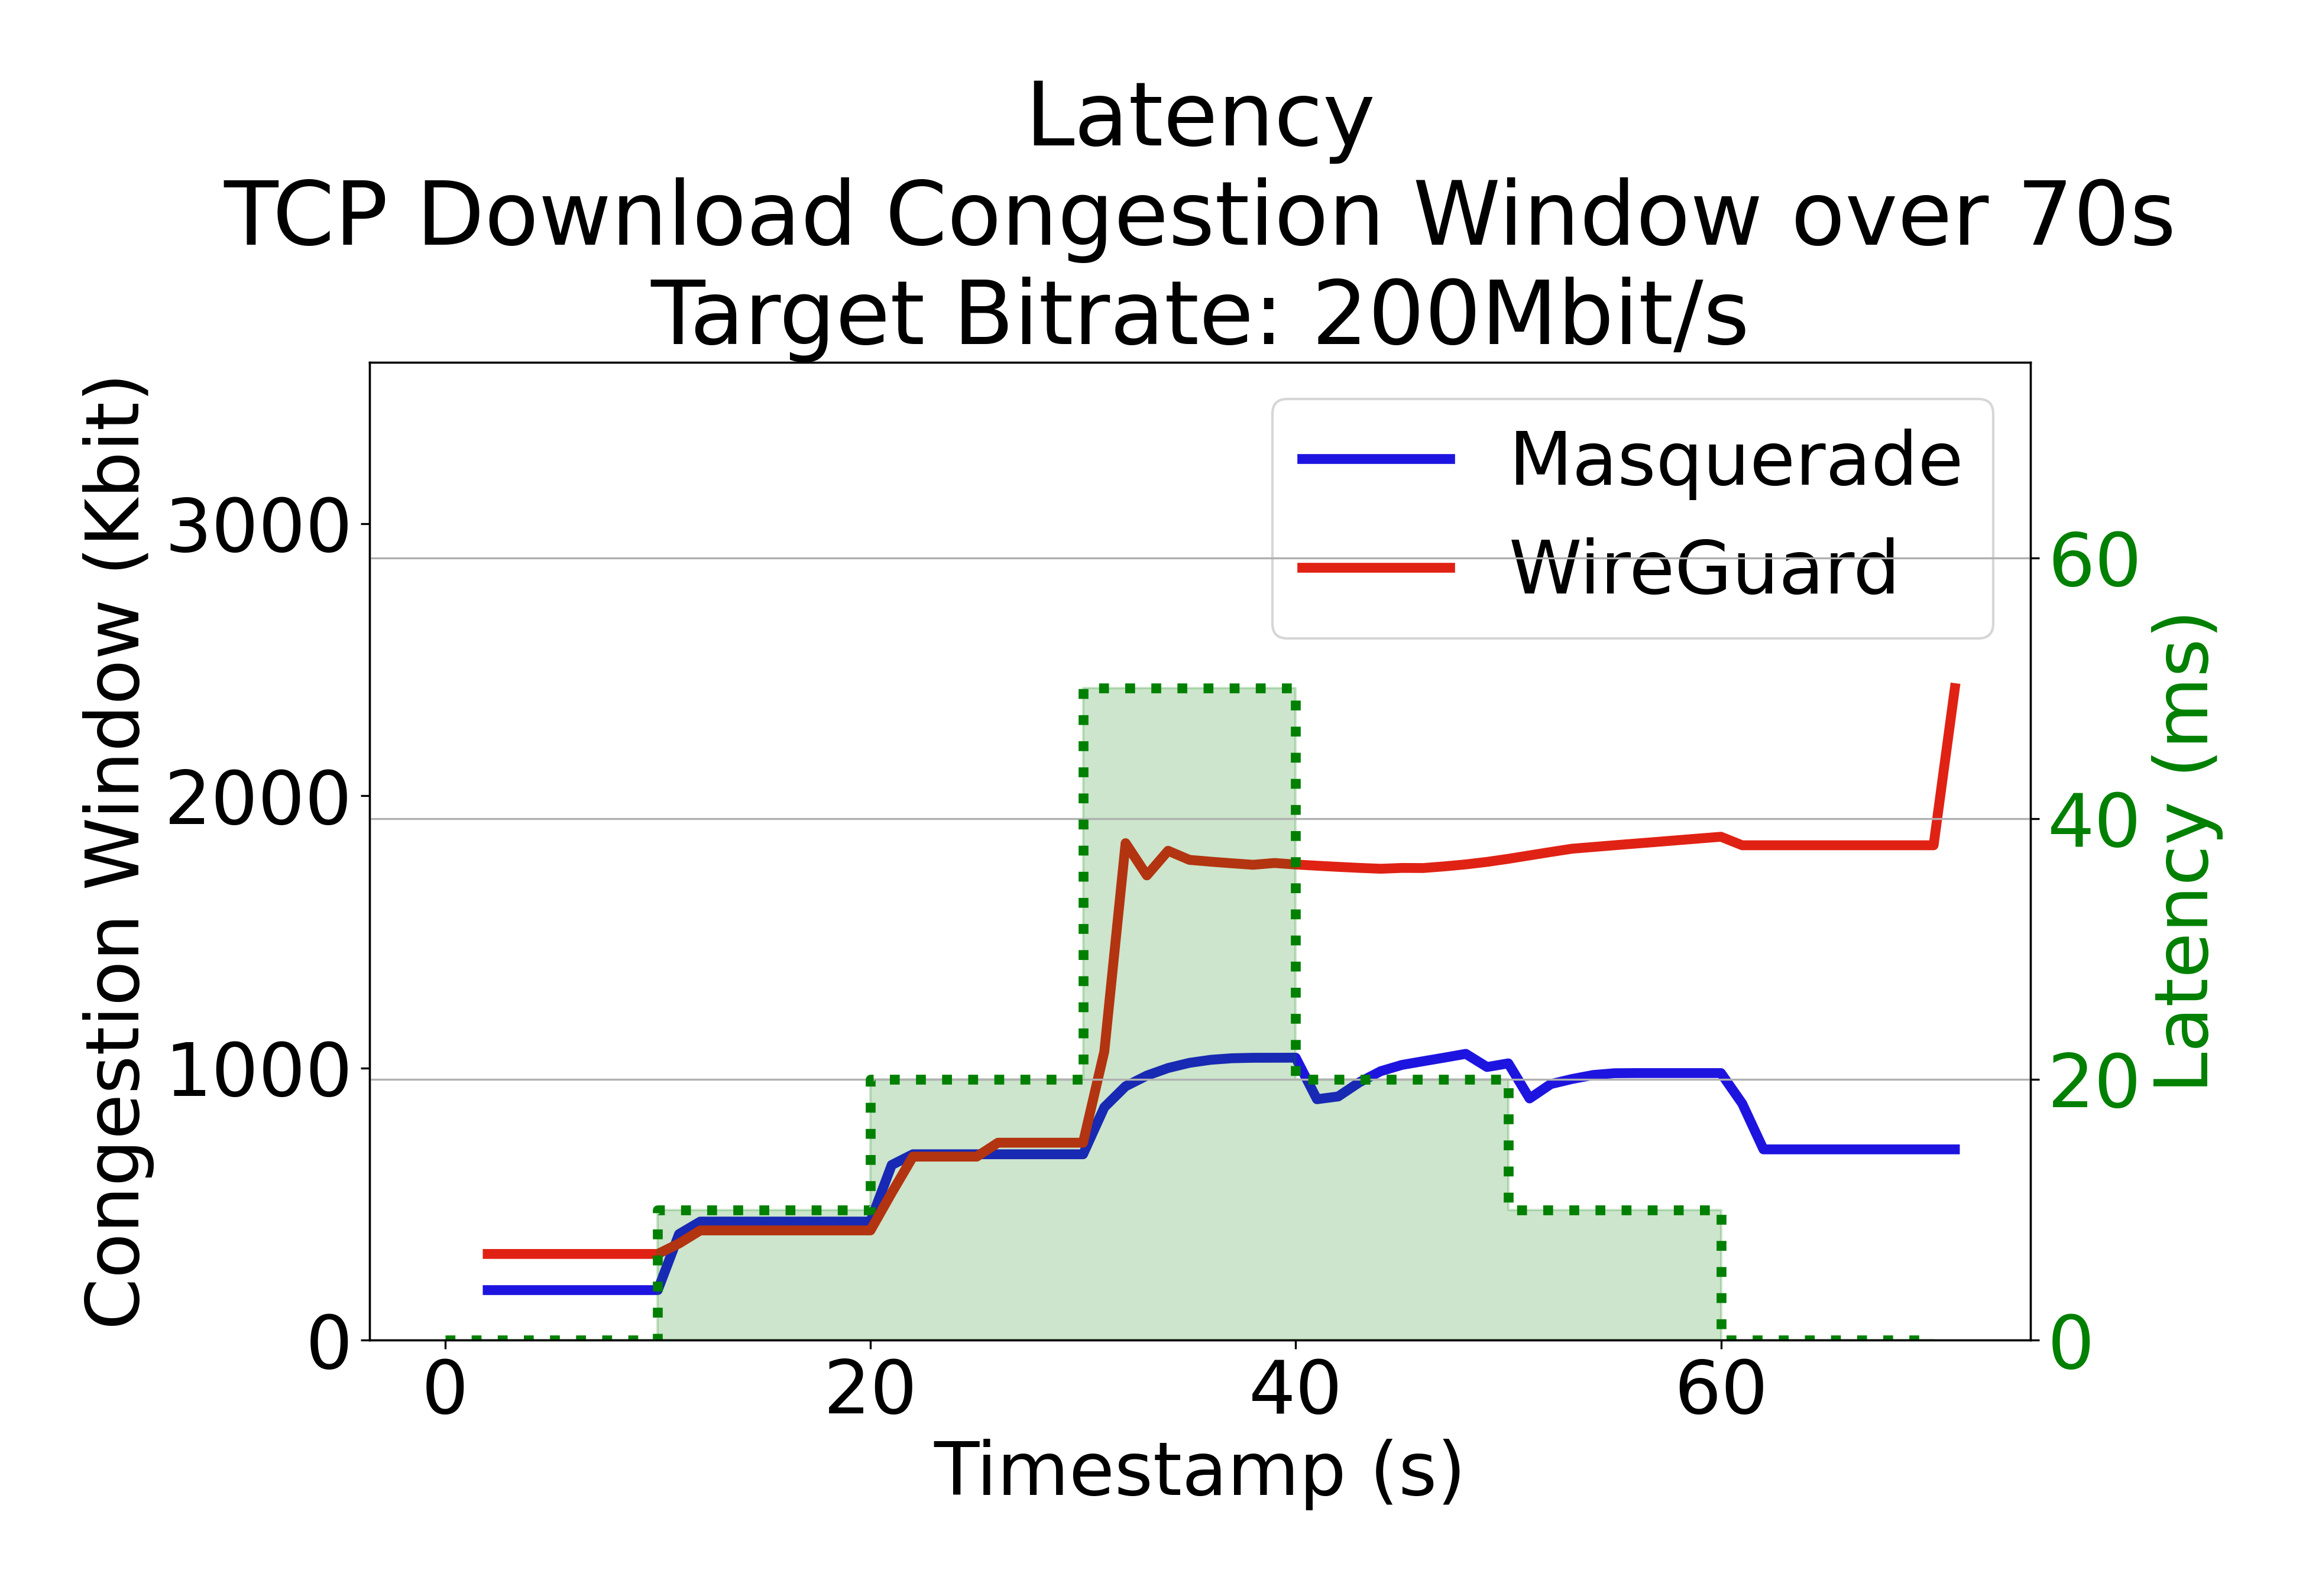 Latency
TCP Download Congestion Window over 70s
Target Bitrate: 200Mbit/s
Congestion Window (Kbit)
3000
2000
1000
0
Masquerade
WireGuard
60
40
20
0
Latency (ms)
0 20 40 60
Timestamp (s)